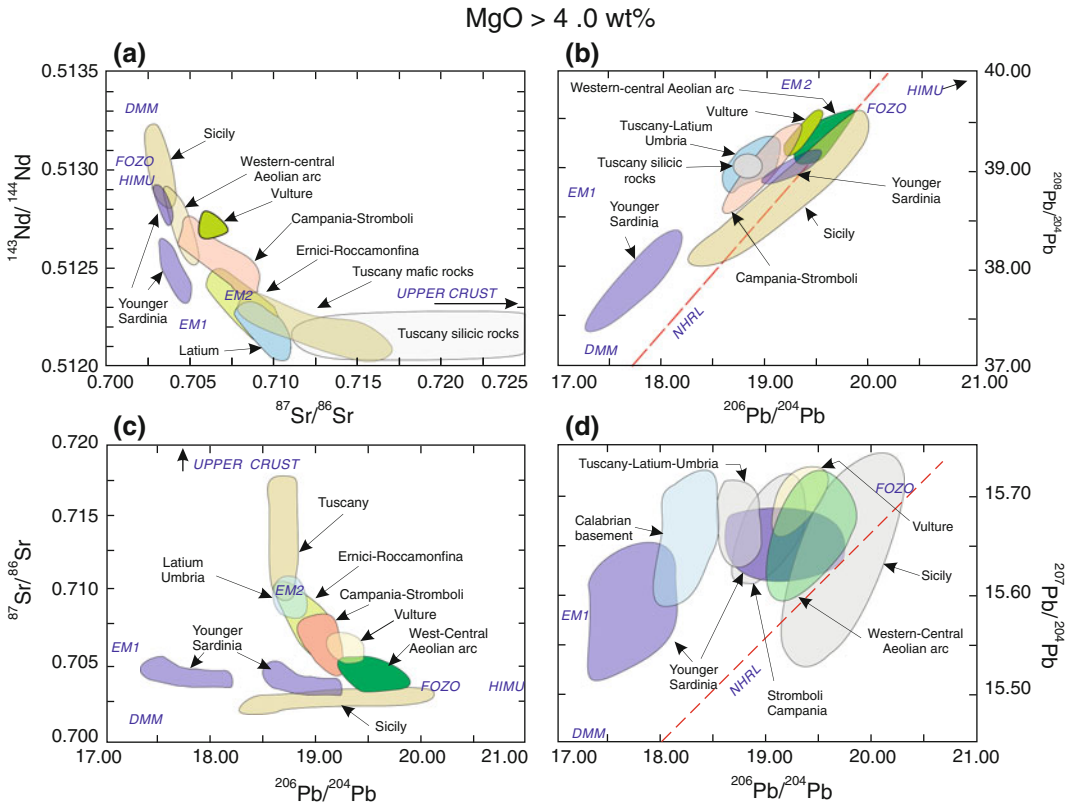 MgO > 4 .0 wt%
(a)
0.5135
0.5130
0.5125
0.5120
143Nd/ 144Nd
DMM
Sicily
FOZO
HIMU
Western-central
Aeolian arc
Vulture
Campania-Stromboli
Ernici-Roccamonfina
Tuscany mafic rocks
Younger
Sardinia
EM2
EM1
UPPER CRUST
Latium
Tuscany silicic rocks
0.700
0.705
0.710
0.715
0.720
0.725
87Sr/86Sr
(b)
40.00
39.00
38.00
37.00
208Pb/204Pb
EM 2
HIMU
Western-central Aeolian arc
FOZO
Vulture
Tuscany-Latium
Umbria
Tuscany silicic
rocks
EM1
Younger
Sardinia
Younger
Sardinia
Sicily
Campania-Stromboli
NHRL
DMM
17.00
18.00
19.00
20.00
21.00
206Pb/204Pb
(c)
0.720
0.715
0.710
0.705
0.700
87Sr/86Sr
UPPER CRUST
Tuscany
Latium
Umbria
Ernici-Roccamonfina
EM2
Campania-Stromboli
Vulture
Younger
Sardinia
West-Central
Aeolian arc
EM1
FOZO
HIMU
DMM
Sicily
17.00
18.00
19.00
20.00
21.00
206Pb/204Pb
(d)
15.70
15.60
15.50
207Pb/204Pb
Tuscany-Latium-Umbria
FOZO
Calabrian
basement
Vulture
Sicily
EM1
Western-Central
Aeolian arc
Younger
Sardinia
NHRL
Stromboli
Campania
DMM
17.00
18.00
19.00
20.00
21.00
206Pb/204Pb